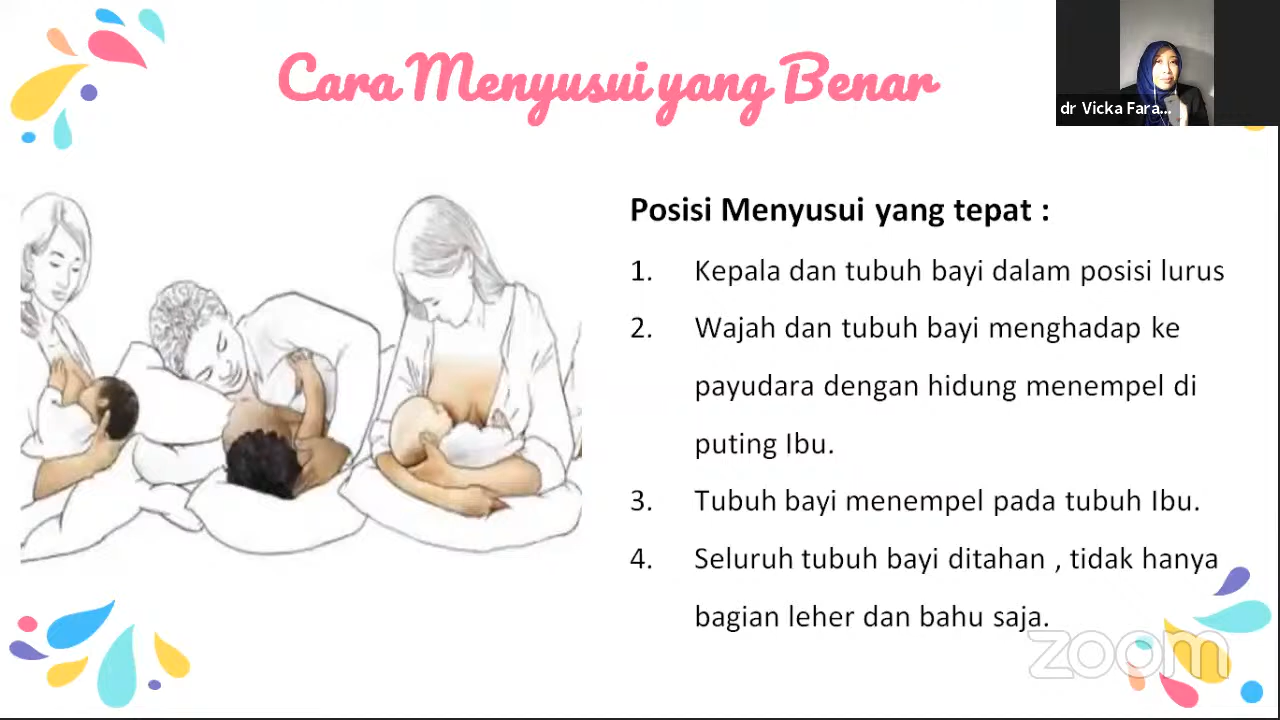 Cara Menyusui yang Benar
dr Vicka Fara...
Posisi Menyusui yang tepat :
1. Kepala dan tubuh bayi dalam posisi lurus
2. Wajah dan tubuh bayi menghadap ke
payudara dengan hidung menempel di
puting Ibu.
3. Tubuh bayi menempel pada tubuh Ibu.
4. Seluruh tubuh bayi ditahan , tidak hanya
bagian leher dan bahu saja.
zoom